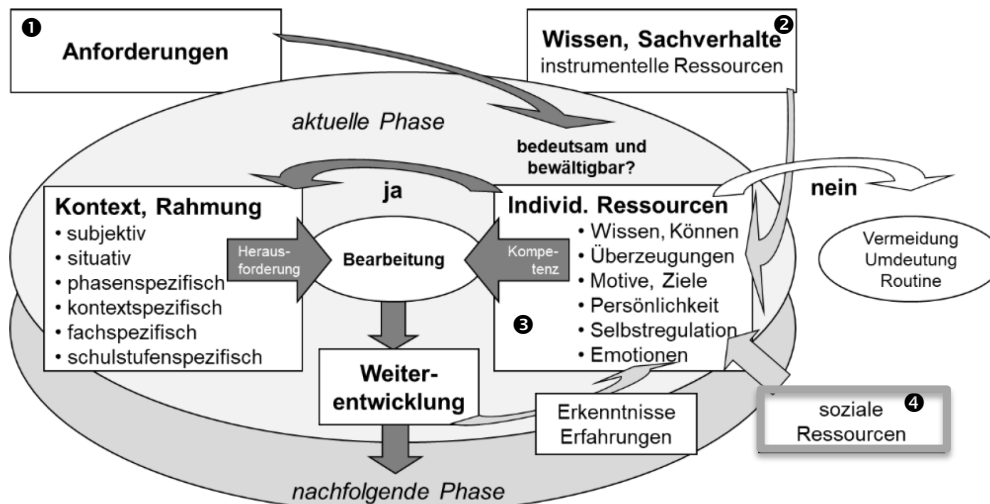 ❶
Anforderungen
❷
Wissen, Sachverhalte
instrumentelle Ressourcen
aktuelle Phase
bedeutsam und
bewältigbar?
ja
nein
Kontext, Rahmung
• subjektiv
• situativ
• phasenspezifisch
• kontextspezifisch
• fachspezifisch
• schulstufenspezifisch
Heraus-
forderung
Bearbeitung
Kompe-
tenz
Individ. Ressourcen
• Wissen, Können
• Überzeugungen
• Motive, Ziele
• Persönlichkeit
• Selbstregulation
• Emotionen
❸
Vermeidung
Umdeutung
Routine
Weiter-
entwicklung
Erkenntnisse
Erfahrungen
❹
soziale
Ressourcen
nachfolgende Phase